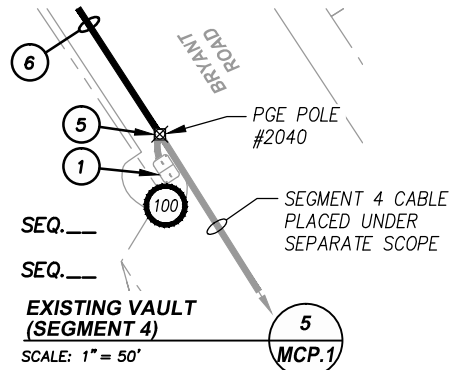 6
BRYANT
ROAD
5
PGE POLE
#2040
1
100
SEGMENT 4 CABLE
PLACED UNDER
SEPARATE SCOPE
SEQ.__
SEQ.__
EXISTING VAULT
(SEGMENT 4)
SCALE: 1" = 50'
5
MCP.1